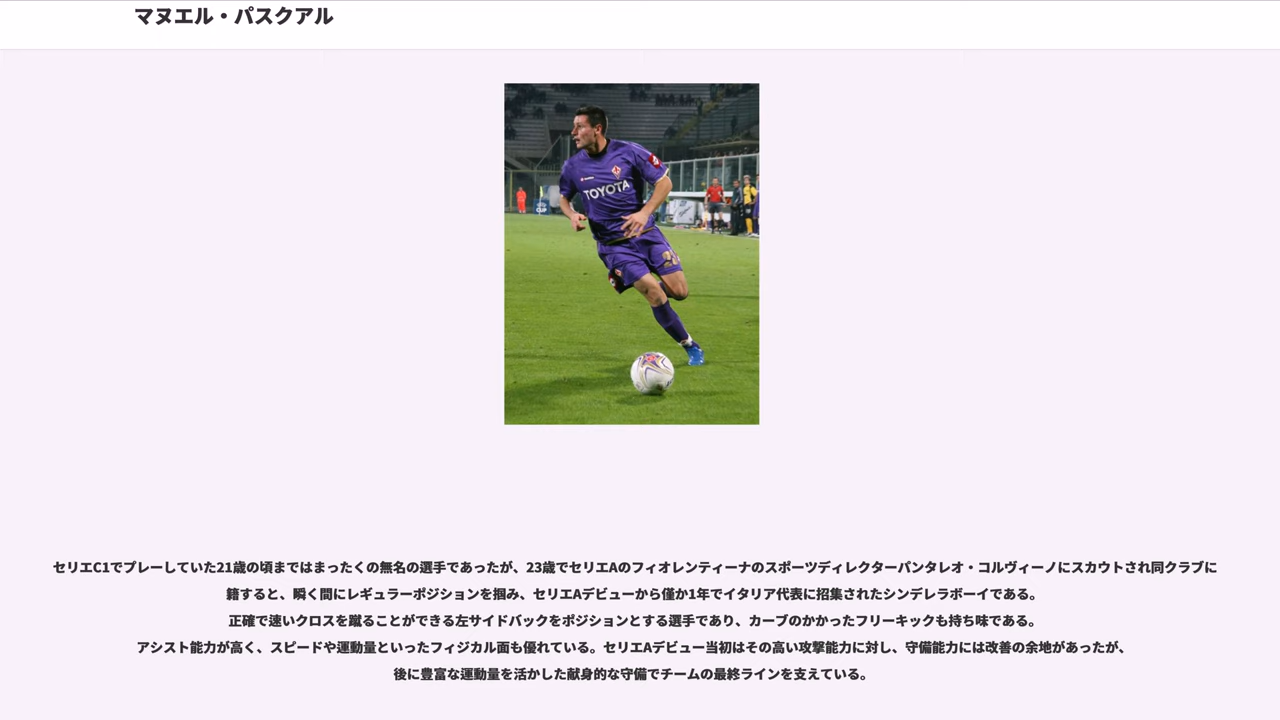 マヌエル・パスクアル
TOYOTA
CUP
セリエC1でプレーしていた21歳の頃まではまったくの無名の選手であったが、23歳でセリエAのフィオレンティーナのスポーツディレクターパンタレオ・コルヴィーノにスカウトされ同クラブに
籍すると、瞬く間にレギュラーポジションを掴み、セリエAデビューから僅か1年でイタリア代表に招集されたシンデレラボーイである。
正確で速いクロスを蹴ることができる左サイドバックをポジションとする選手であり、カーブのかかったフリーキックも持ち味である。
アシスト能力が高く、スピードや運動量といったフィジカル面も優れている。セリエAデビュー当初はその高い攻撃能力に対し、守備能力には改善の余地があったが、
後に豊富な運動量を活かした献身的な守備でチームの最終ラインを支えている。